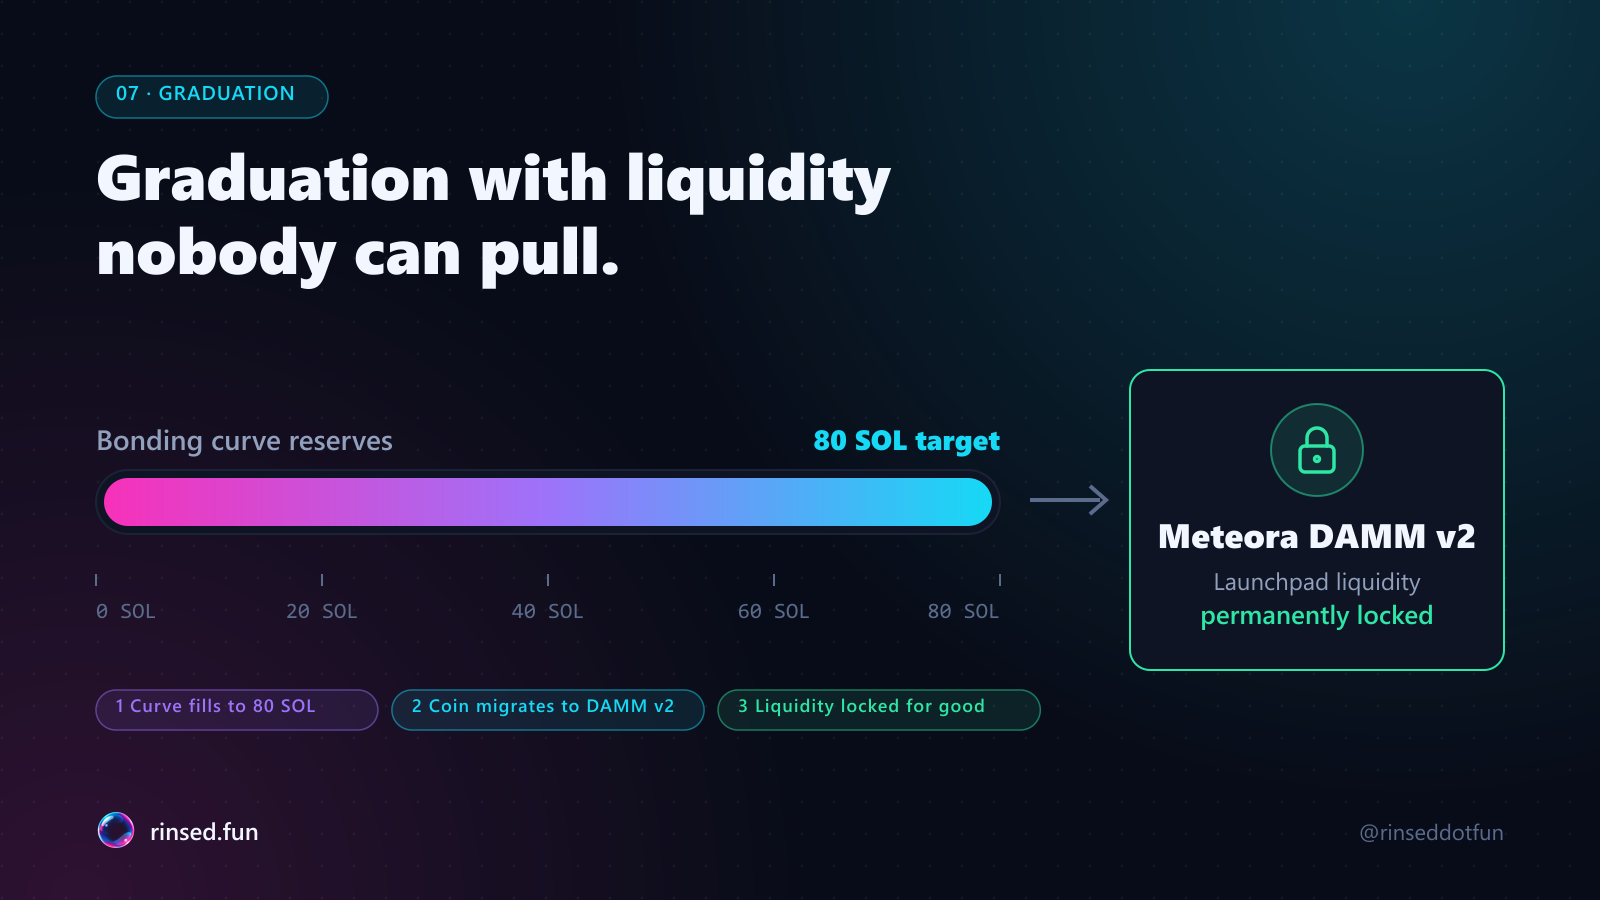 07 · GRADUATION
Graduation with liquidity
nobody can pull.
Bonding curve reserves
80 SOL target
0 SOL
20 SOL
40 SOL
60 SOL
80 SOL
Meteora DAMM v2
Launchpad liquidity
permanently locked
1 Curve fills to 80 SOL
2 Coin migrates to DAMM v2
3 Liquidity locked for good
rinsed.fun
@rinseddotfun